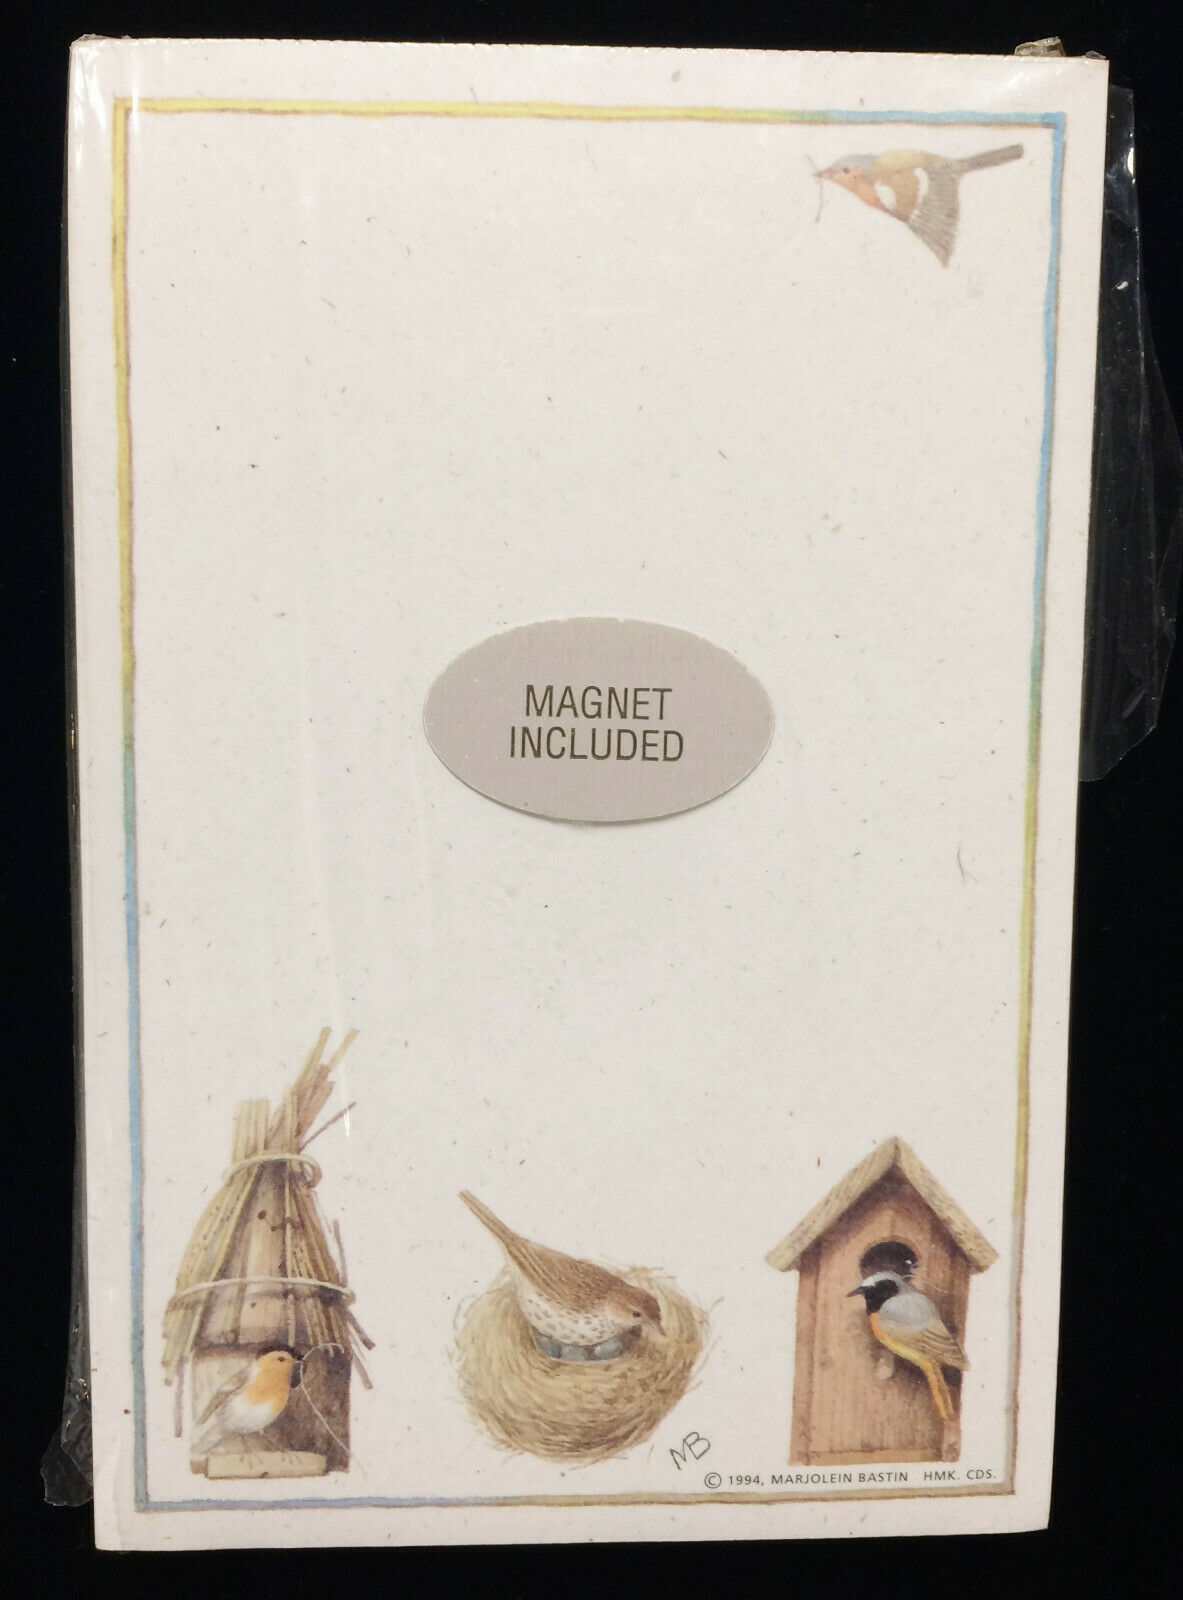 MAGNET
INCLUDED
MB
© 1994, MARJOLEIN BASTIN HMK. CDS.